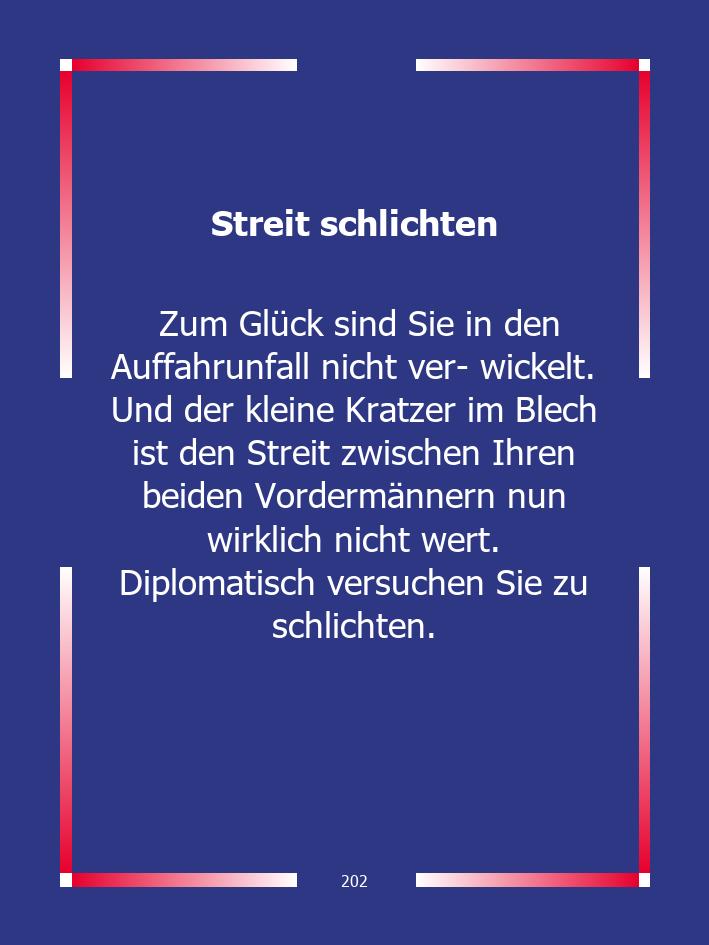 Streit schlichten
Zum Glück sind Sie in den
Auffahrunfall nicht ver- wickelt.
Und der kleine Kratzer im Blech
ist den Streit zwischen Ihren
beiden Vordermännern nun
wirklich nicht wert.
Diplomatisch versuchen Sie zu
schlichten.
202